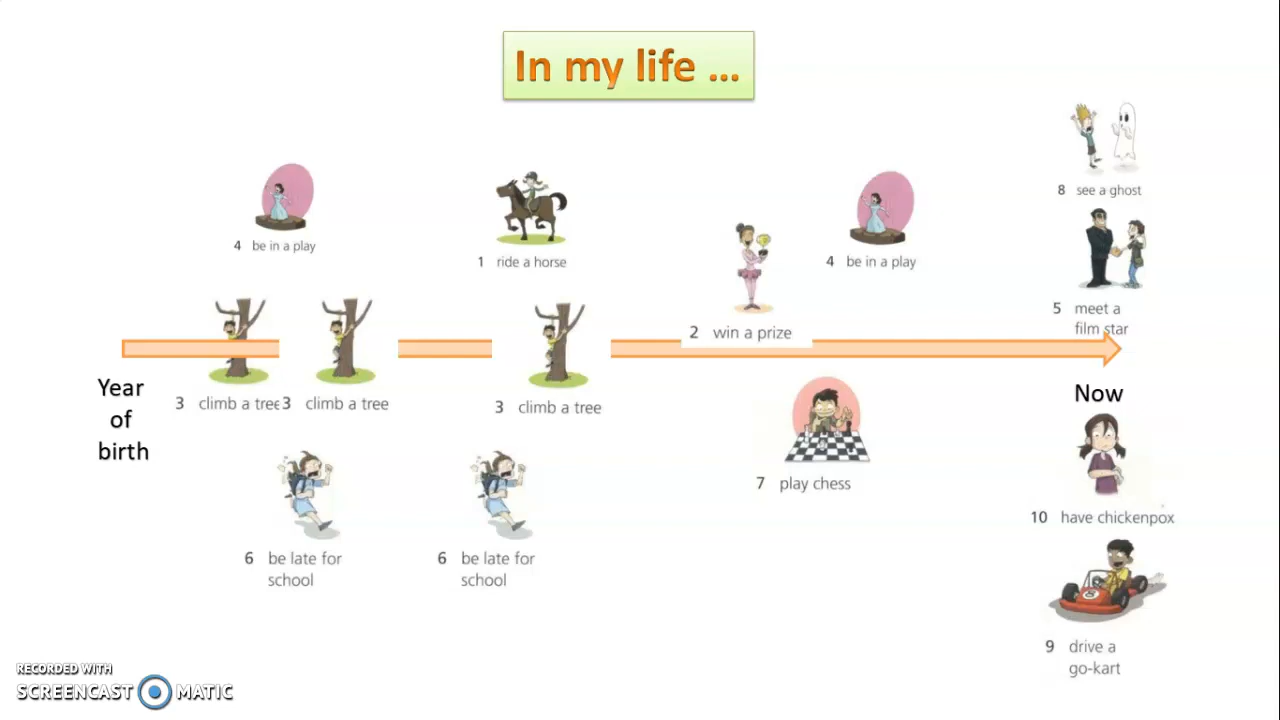 In my life ...
8 see a ghost
4 be in a play
1 ride a horse
4 be in a play
5 meet a
film star
2 win a prize
Year
of
birth
Now
3 climb a tree
3 climb a tree
3 climb a tree
7 play chess
10 have chickenpox
6 be late for
school
6 be late for
school
9 drive a
go-kart
RECORDED WITH
SCREENCAST MATIC